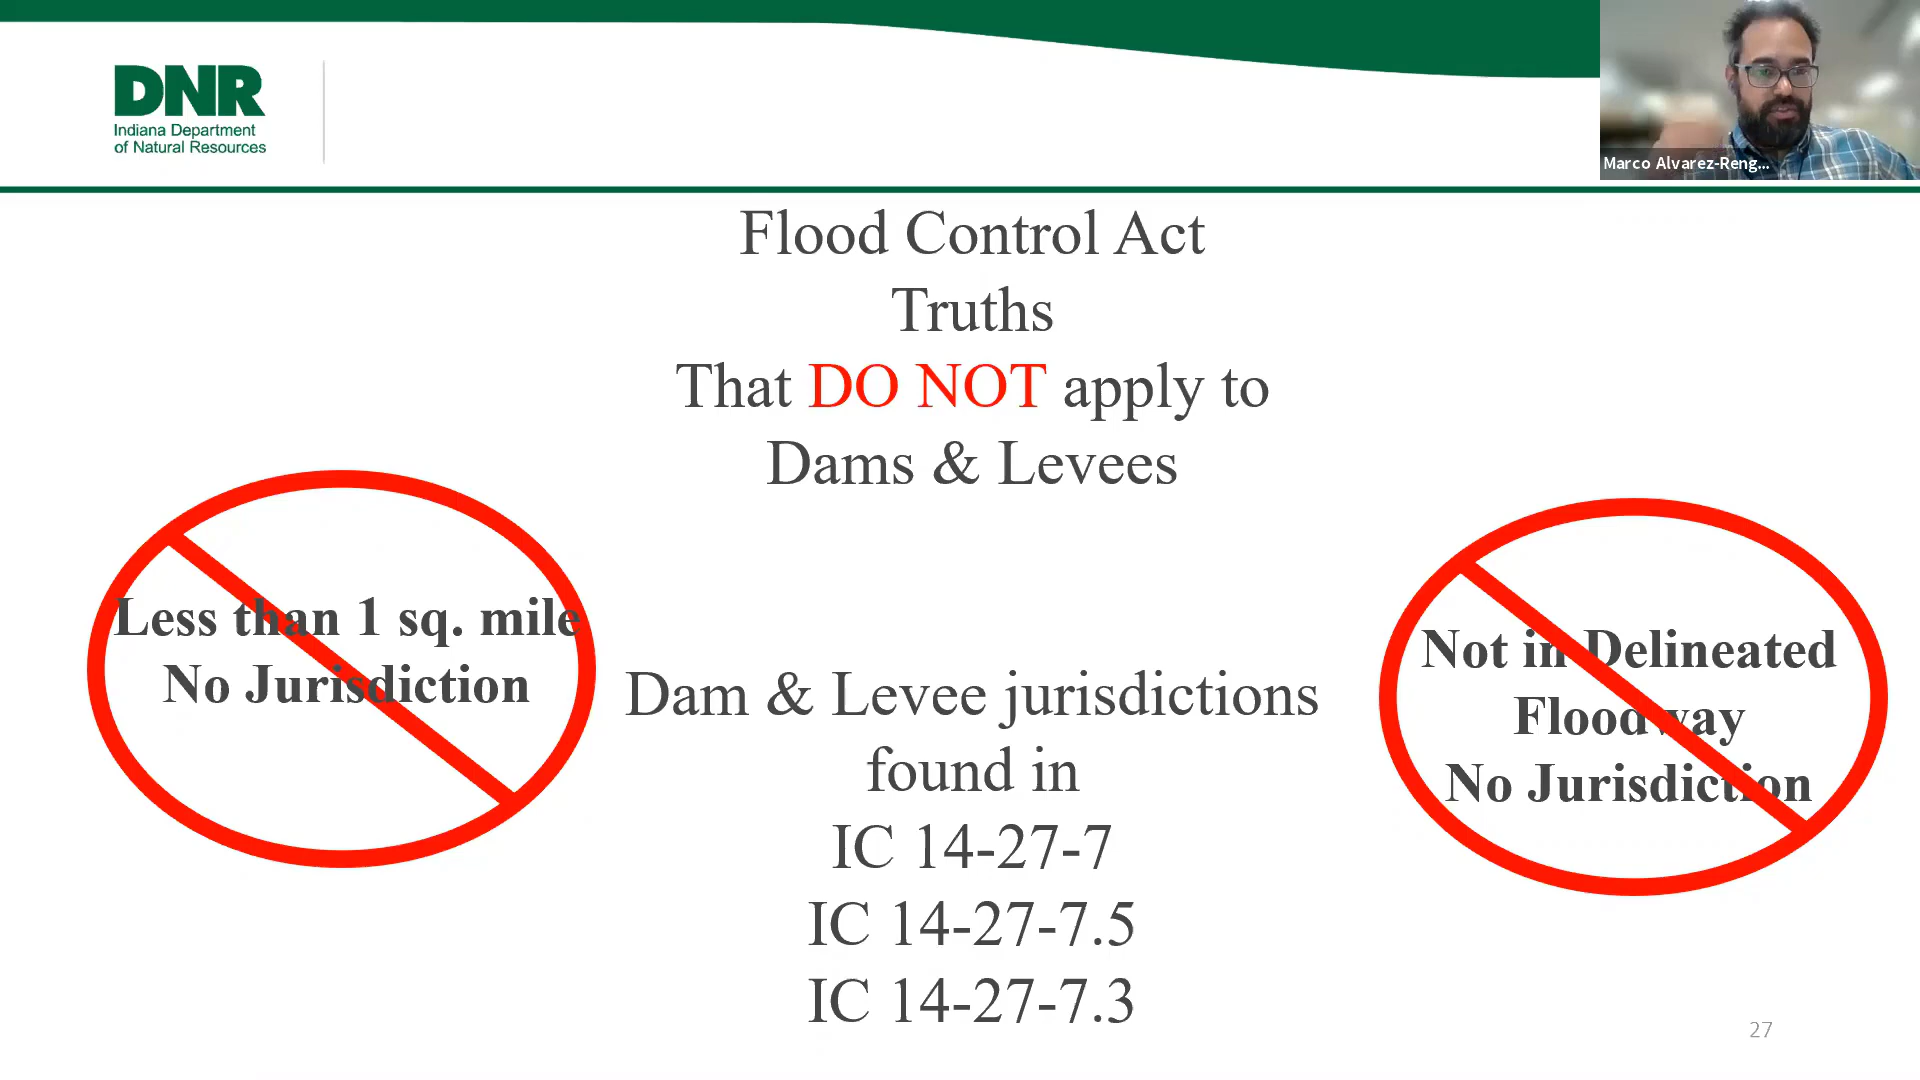 DNR
Indiana Department
of Natural Resources
Marco Alvarez-Reng...
Flood Control Act
Truths
That DO NOT apply to
Dams & Levees
Less than 1 sq. mile
No Jurisdiction
Dam & Levee jurisdictions
found in
IC 14-27-7
IC 14-27-7.5
IC 14-27-7.3
Not in Delineated
Floodway
No Jurisdiction
27